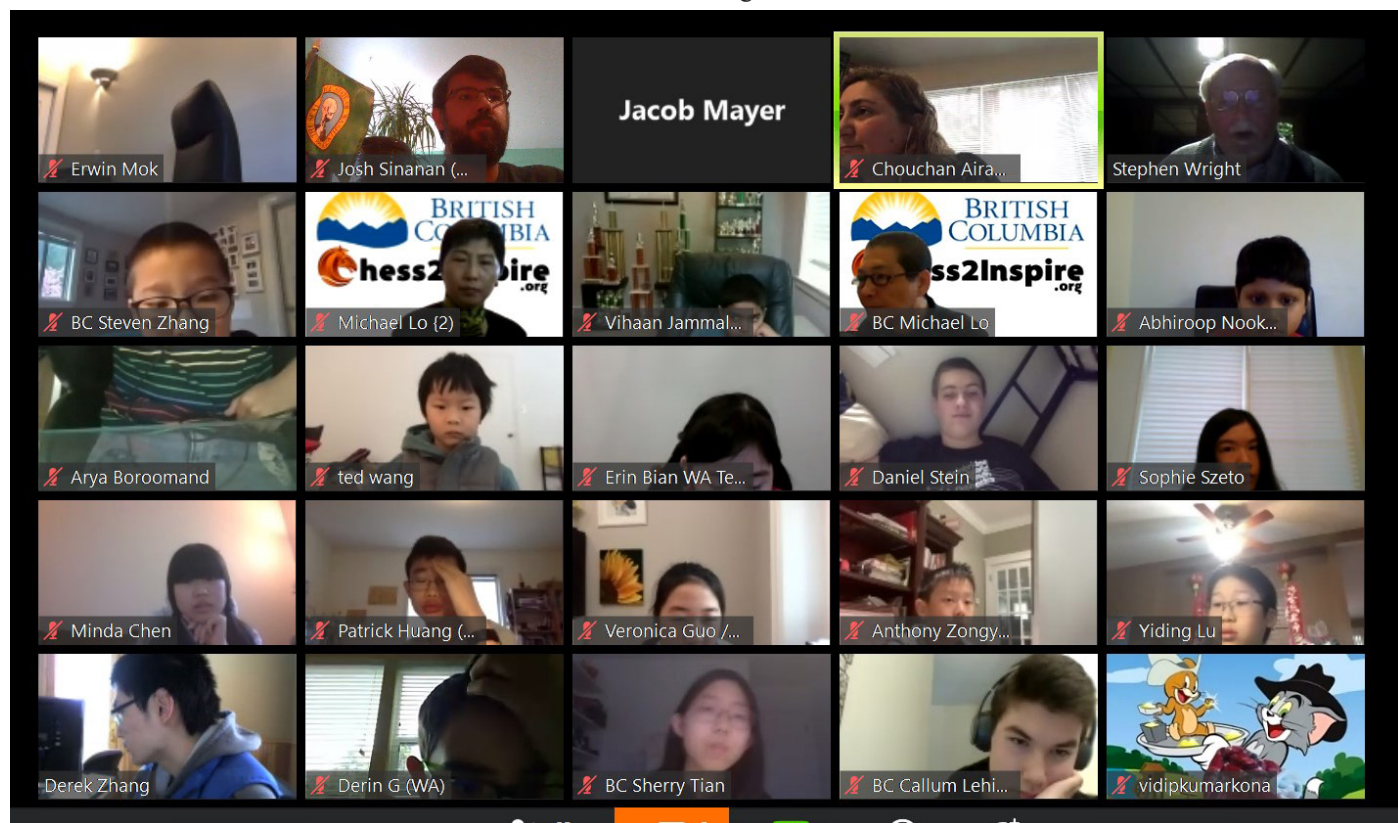 Erwin Mok
Josh Sinanan (...
Jacob Mayer
Chouchan Aira...
Stephen Wright
BC Steven Zhang
BRITISH
Michael Lo {2)
Vihaan Jammal...
BRITISH
COLUMBIA
ss2Inspire
.org
BC Michael Lo
Abhiroop Nook...
Arya Boroomand
ted wang
Erin Bian WA Te...
Daniel Stein
Sophie Szeto
Minda Chen
Patrick Huang (...
Veronica Guo /...
Anthony Zongy...
Yiding Lu
Derek Zhang
Derin G (WA)
BC Sherry Tian
BC Callum Lehi...
vidipkumarkona